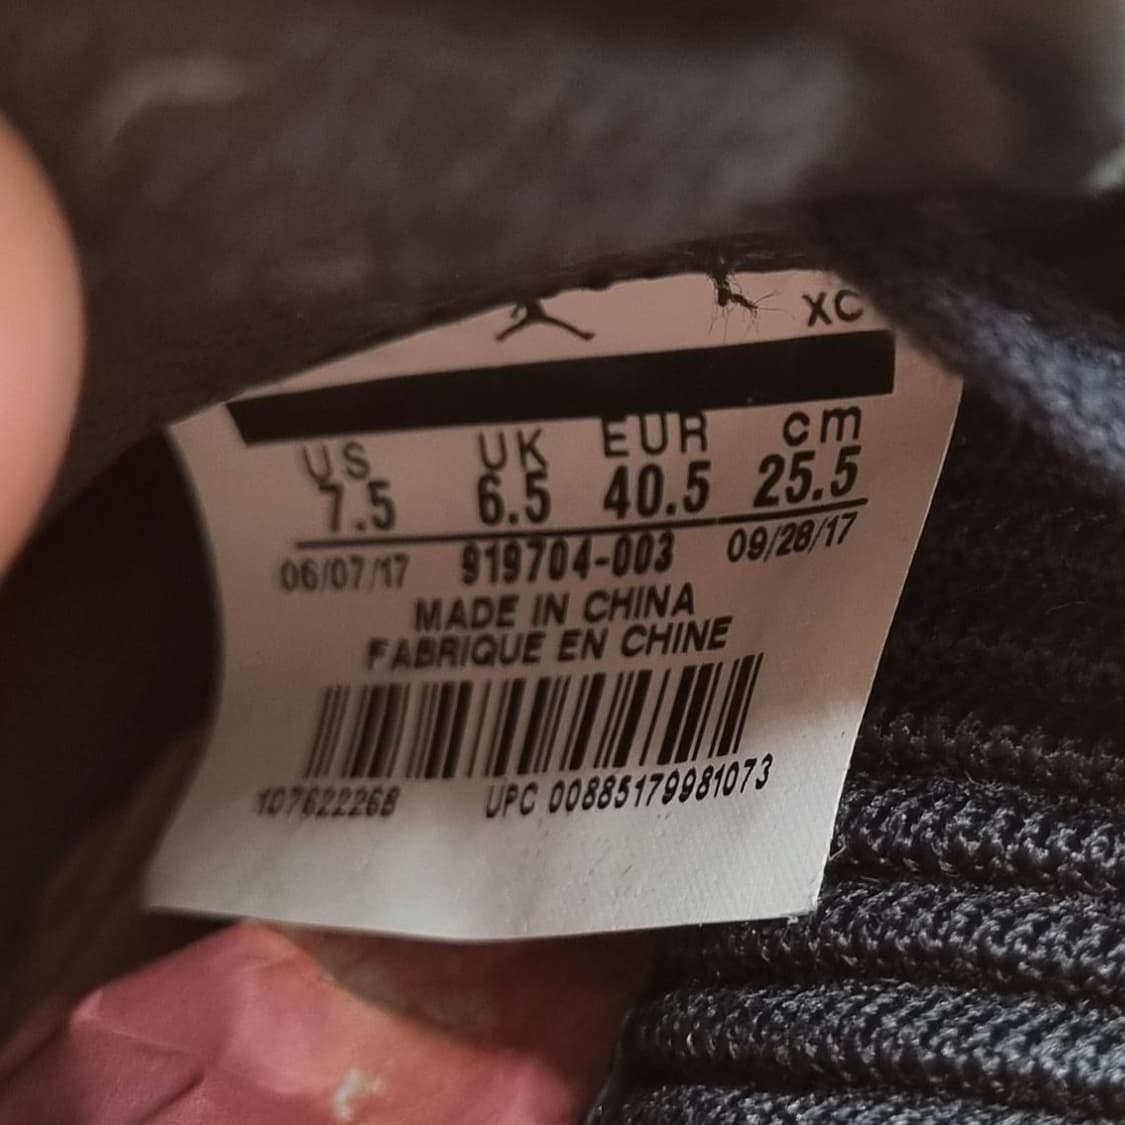 XC
US UK EUR cm
7.5 6.5 40.5 25.5
06/07/17 919704-003 09/28/17
MADE IN CHINA
FABRIQUE EN CHINE
107622268 UPC 00885179981073